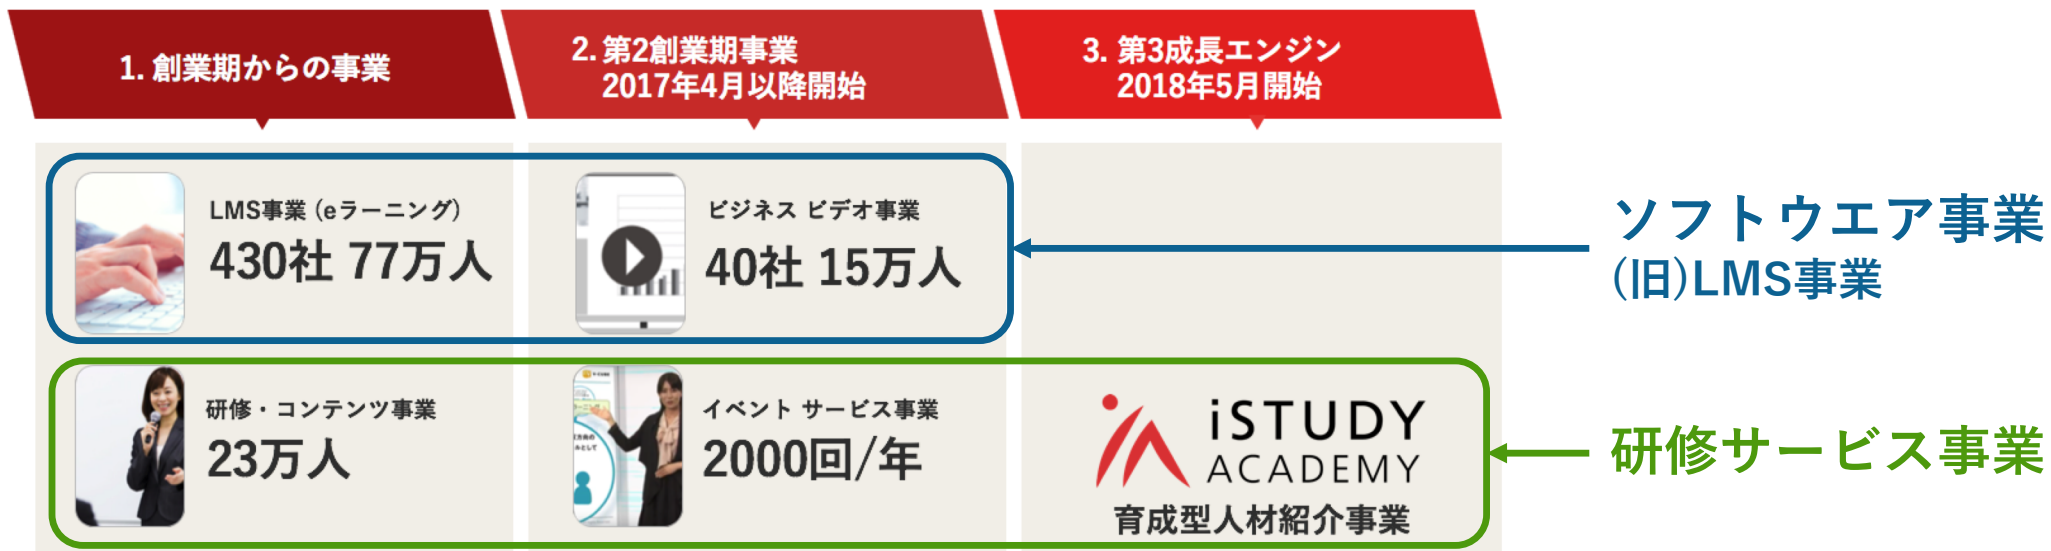 1. 創業期からの事業
2. 第2創業期事業
2017年4月以降開始
3. 第3成長エンジン
2018年5月開始
LMS事業 (eラーニング)
430社 77万人
ビジネス ビデオ事業
40社 15万人
ソフトウエア事業
(旧)LMS事業
研修・コンテンツ事業
23万人
イベント サービス事業
2000回/年
iSTUDY
ACADEMY
育成型人材紹介事業
研修サービス事業